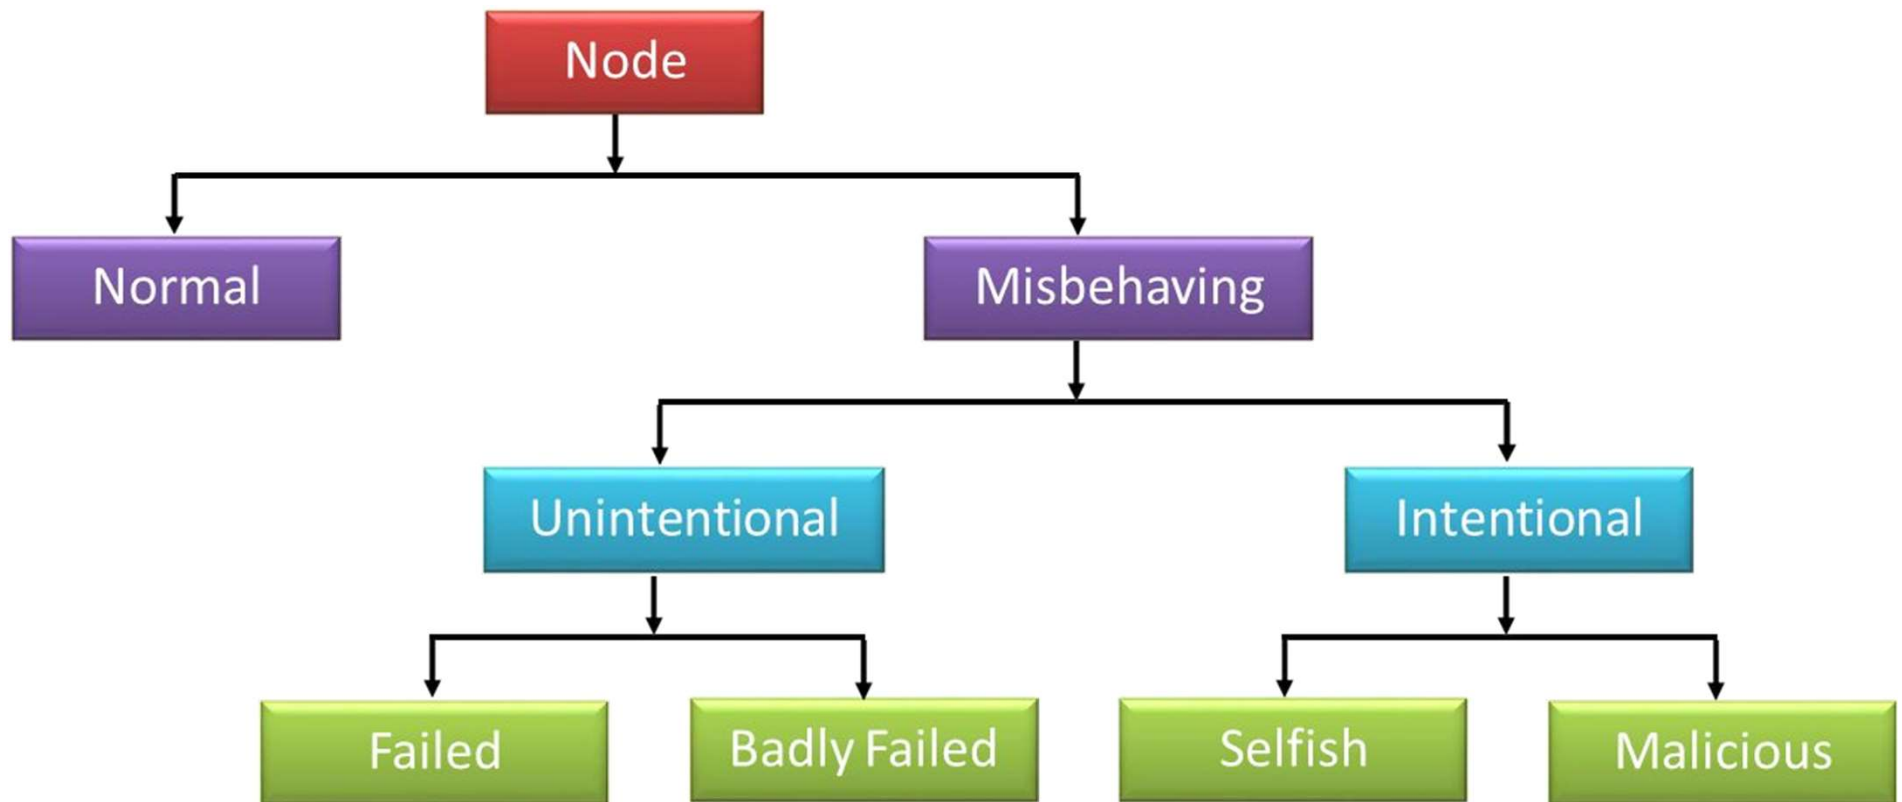 Node
Normal
Misbehaving
Unintentional
Intentional
Failed
Badly Failed
Selfish
Malicious